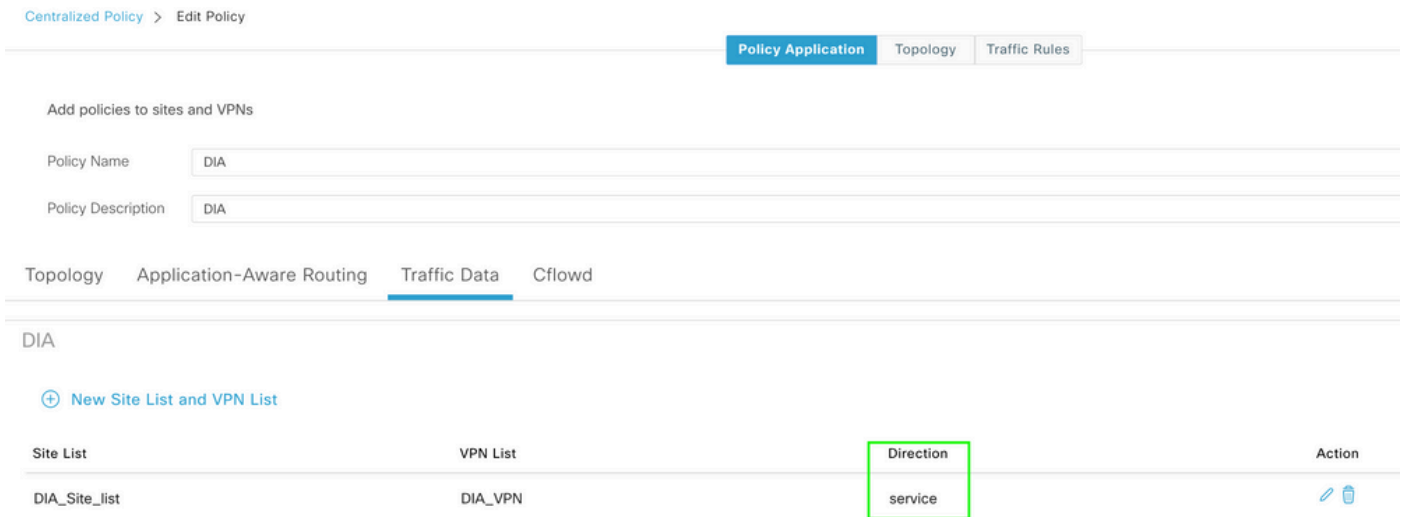 Centralized Policy > Edit Policy
Policy Application Topology Traffic Rules
Add policies to sites and VPNs
Policy Name DIA
Policy Description DIA
Topology Application-Aware Routing Traffic Data Cflowd
DIA
New Site List and VPN List
Site List VPN List Direction Action
DIA_Site_list DIA_VPN service